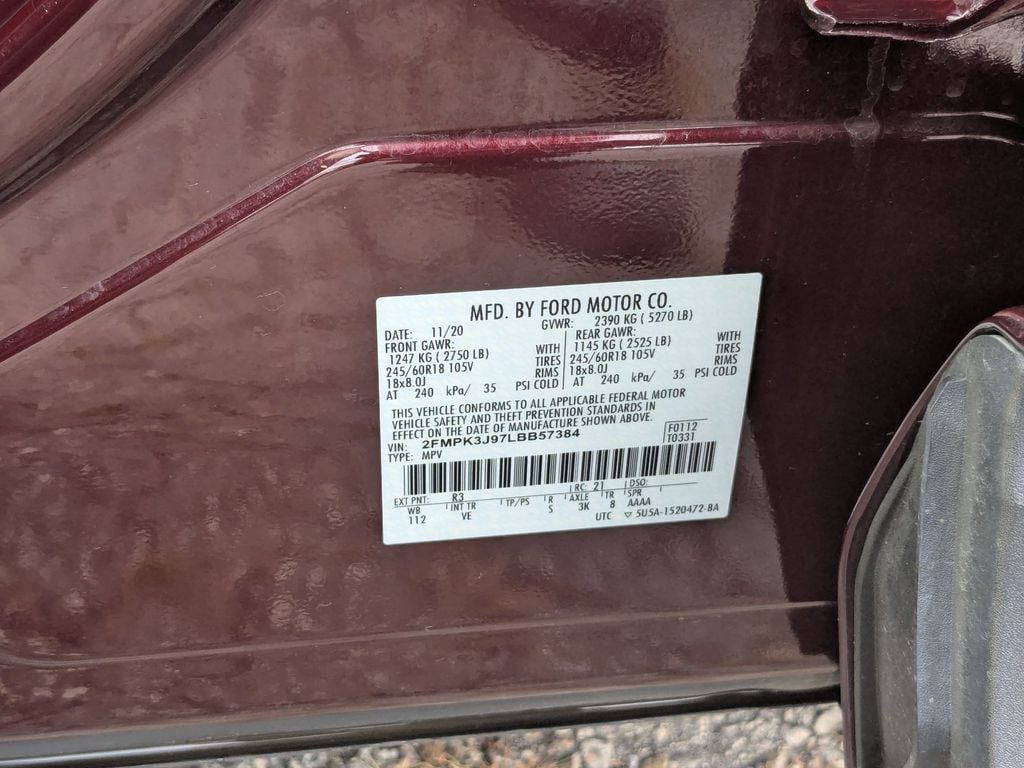 MFD. BY FORD MOTOR CO.
DATE: 11/20 GVWR: 2390 KG ( 5270 LB)
FRONT GAWR: REAR GAWR:
1247 KG ( 2750 LB) WITH 1145 KG ( 2525 LB) WITH
245/60R18 105V TIRES 245/60R18 105V TIRES
18x8.0J RIMS 18x8.0J RIMS
AT 240 kPa/ 35 PSI COLD AT 240 kPa/ 35 PSI COLD
THIS VEHICLE CONFORMS TO ALL APPLICABLE FEDERAL MOTOR
VEHICLE SAFETY AND THEFT PREVENTION STANDARDS IN
EFFECT ON THE DATE OF MANUFACTURE SHOWN ABOVE.
VIN: 2FMPK3J97LBB57384 F0112
TYPE: MPV T0331
EXT PNT: R3 RC: 21 DSO:
WB INT TR TP/PS R AXLE TR SPR
112 VE S 3K 8 AAAA
UTC ▽ 5U5A-1520472-BA